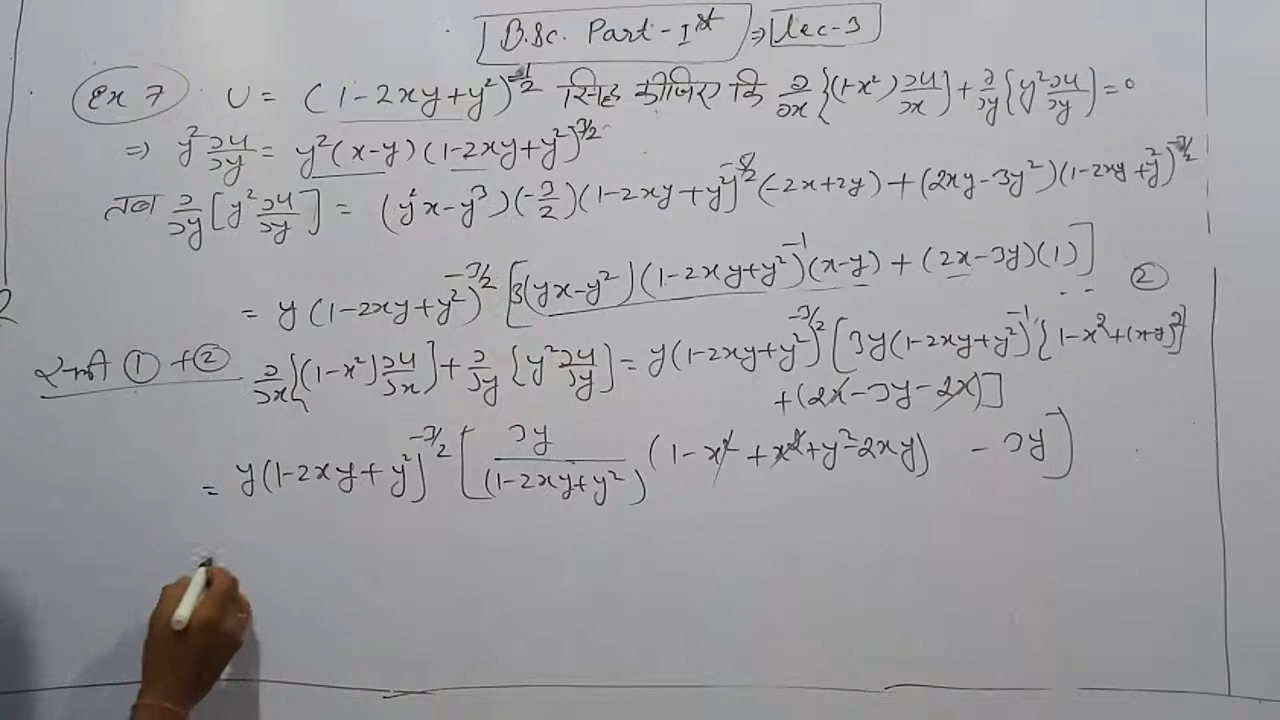 B.Sc. Part-Ist ⇒ Lec-3
Ex 7 U = (1-2xy+y²)^{-1/2} सिद्ध कीजिए कि ∂/∂x {(1-x²) ∂u/∂x] + ∂/∂y {y² ∂u/∂y} = 0
⇒ y² ∂u/∂y = y²(x-y)(1-2xy+y²)^{-3/2}
तब ∂/∂y [y² ∂u/∂y] = (y²x-y³)(-3/2)(1-2xy+y²)^{-5/2}(-2x+2y) + (2xy-3y²)(1-2xy+y²)^{-3/2}
= y(1-2xy+y²)^{-3/2} [3(yx-y²)(1-2xy+y²)^{-1}(x-y) + (2x-3y)(1)] ②
① + ② ∂/∂x {(1-x²) ∂u/∂x] + ∂/∂y {y² ∂u/∂y} = y(1-2xy+y²)^{-3/2} [3y(1-2xy+y²)^{-1} {1-x²+(x-y)²}
+(2x-3y-2x)]
= y(1-2xy+y²)^{-3/2} [3y/(1-2xy+y²) (1-x²+x²+y²-2xy) - 3y]